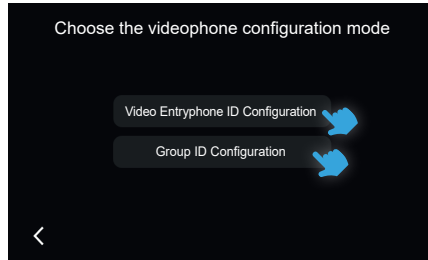 Choose the videophone configuration mode
Video Entryphone ID Configuration
Group ID Configuration